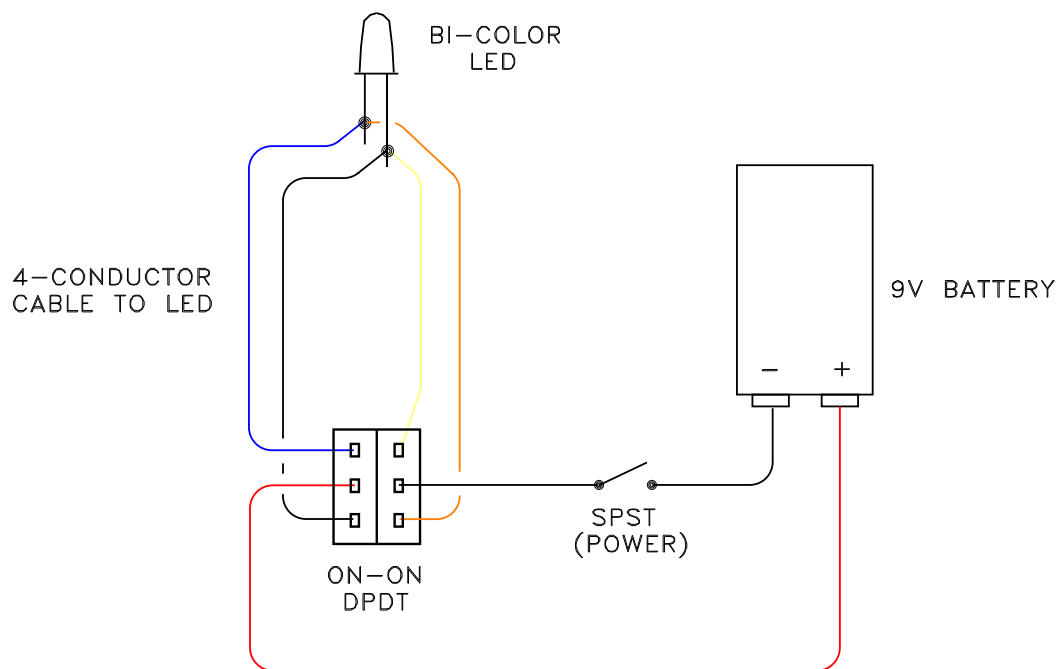 BI-COLOR
LED
4-CONDUCTOR
CABLE TO LED
9V BATTERY
- +
SPST
(POWER)
ON-ON
DPDT